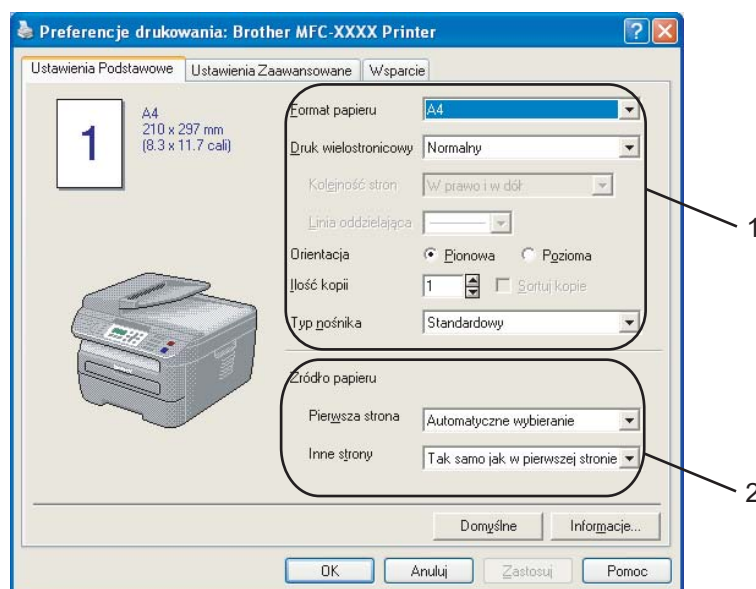 Preferencje drukowania: Brother MFC-XXXX Printer
Ustawienia Podstawowe Ustawienia Zaawansowane Wsparcie
1
A4
210 x 297 mm
(8.3 x 11.7 cali)
Format papieru A4
Druk wielostronicowy Normalny
Kolejność stron W prawo i w dół
Linia oddzielająca
Orientacja Pionowa Pozioma
Ilość kopii 1 Sortuj kopie
Typ nośnika Standardowy
1
Źródło papieru
Pierwsza strona Automatyczne wybieranie
Inne strony Tak samo jak w pierwszej stronie
2
Domyślne Informacje...
OK Anuluj Zastosuj Pomoc